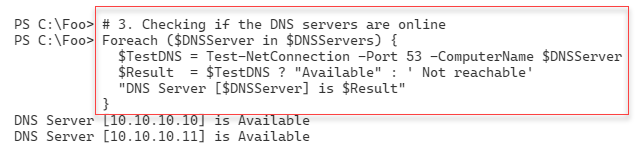 PS C:\Foo> # 3. Checking if the DNS servers are online
PS C:\Foo> Foreach ($DNSServer in $DNSServers) {
             $TestDNS = Test-NetConnection -Port 53 -ComputerName $DNSServer
             $Result  = $TestDNS ? "Available" : ' Not reachable'
             "DNS Server [$DNSServer] is $Result"
           }
DNS Server [10.10.10.10] is Available
DNS Server [10.10.10.11] is Available